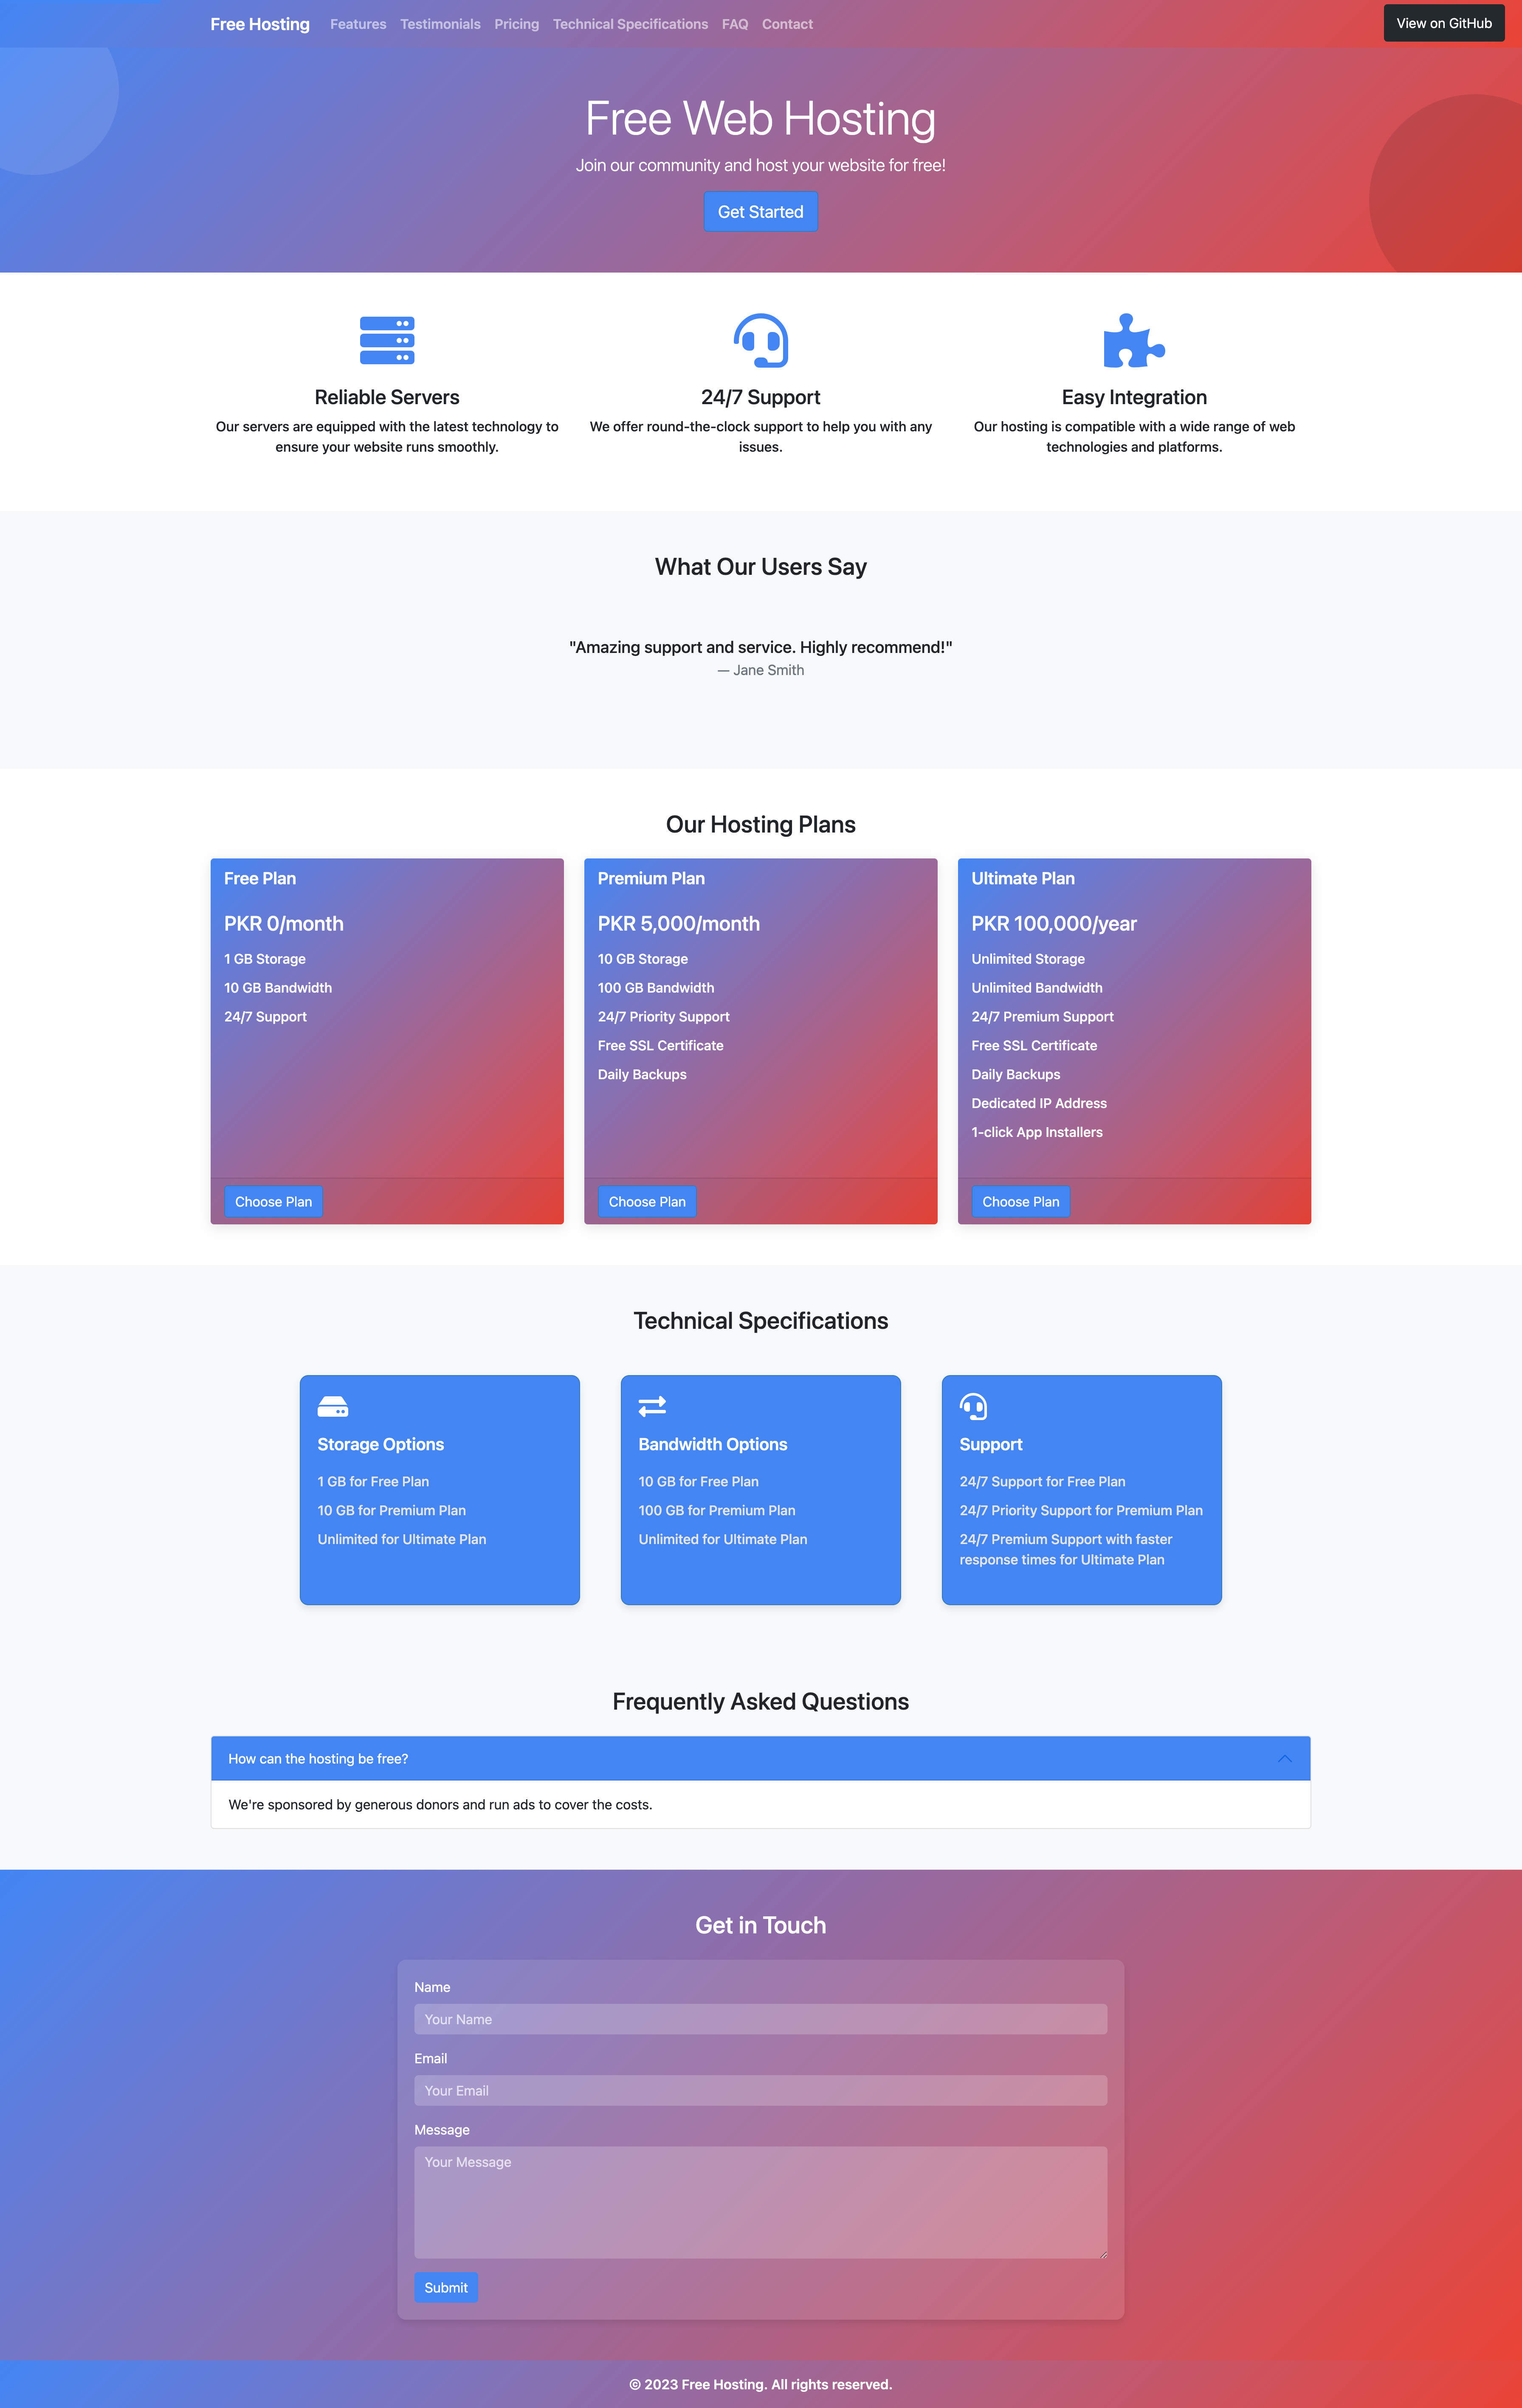 Free Hosting
Features
Testimonials
Pricing
Technical Specifications
FAQ
Contact
View on GitHub
Free Web Hosting
Join our community and host your website for free!
Get Started
Reliable Servers
Our servers are equipped with the latest technology to
ensure your website runs smoothly.
24/7 Support
We offer round-the-clock support to help you with any
issues.
Easy Integration
Our hosting is compatible with a wide range of web
technologies and platforms.
What Our Users Say
"Amazing support and service. Highly recommend!"
— Jane Smith
Our Hosting Plans
Free Plan
PKR 0/month
1 GB Storage
10 GB Bandwidth
24/7 Support
Choose Plan
Premium Plan
PKR 5,000/month
10 GB Storage
100 GB Bandwidth
24/7 Priority Support
Free SSL Certificate
Daily Backups
Choose Plan
Ultimate Plan
PKR 100,000/year
Unlimited Storage
Unlimited Bandwidth
24/7 Premium Support
Free SSL Certificate
Daily Backups
Dedicated IP Address
1-click App Installers
Choose Plan
Technical Specifications
Storage Options
1 GB for Free Plan
10 GB for Premium Plan
Unlimited for Ultimate Plan
Bandwidth Options
10 GB for Free Plan
100 GB for Premium Plan
Unlimited for Ultimate Plan
Support
24/7 Support for Free Plan
24/7 Priority Support for Premium Plan
24/7 Premium Support with faster
response times for Ultimate Plan
Frequently Asked Questions
How can the hosting be free?
We're sponsored by generous donors and run ads to cover the costs.
Get in Touch
Name
Your Name
Email
Your Email
Message
Your Message
Submit
© 2023 Free Hosting. All rights reserved.